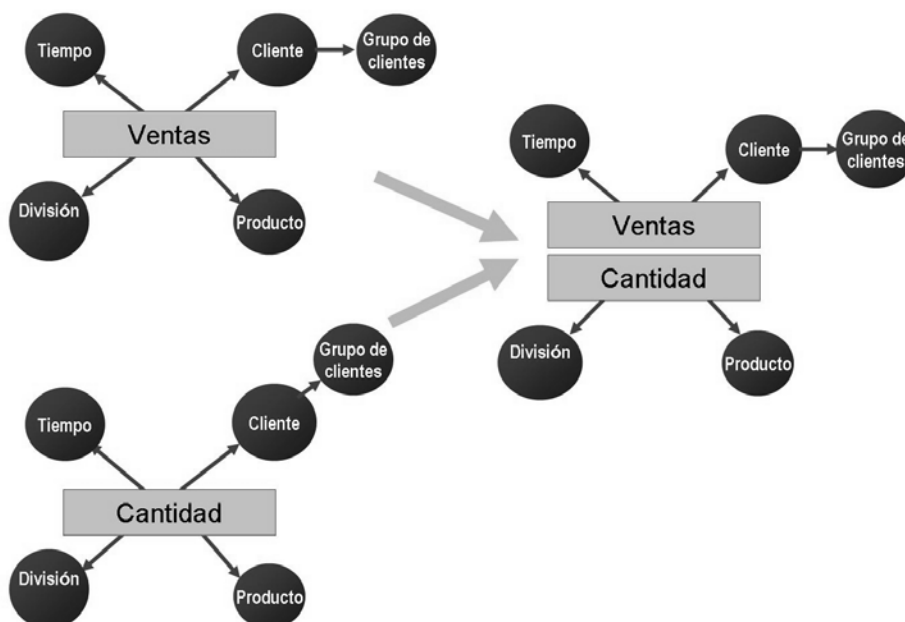 Tiempo
Cliente
Grupo de
clientes
Ventas
División
Producto
Tiempo
Cliente
Grupo de
clientes
Ventas
Cantidad
División
Producto
Grupo de
clientes
Tiempo
Cliente
Cantidad
División
Producto